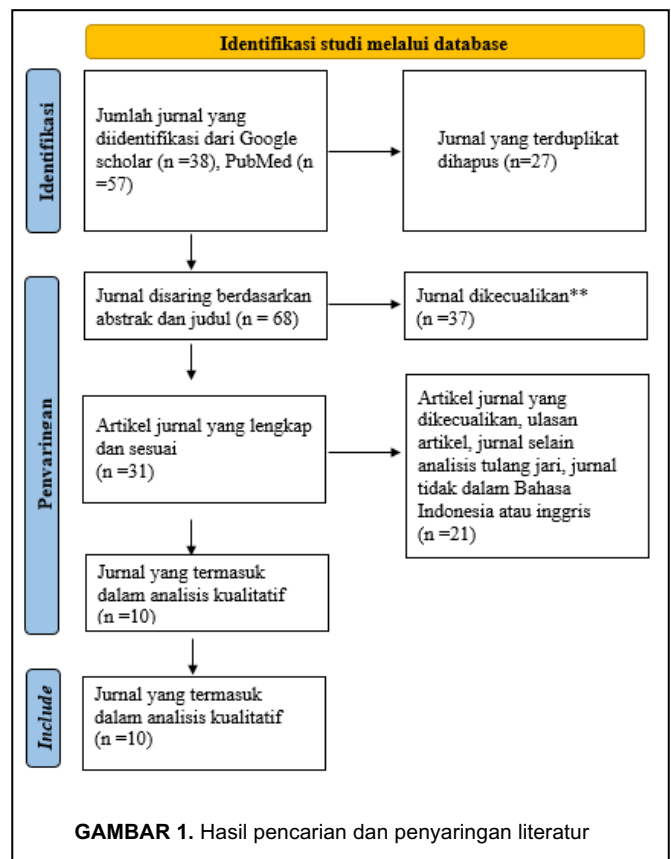 Identifikasi studi melalui database
Identifikasi
Jumlah jurnal yang
diidentifikasi dari Google
scholar (n =38), PubMed (n
=57)
Jurnal yang terduplikat
dihapus (n=27)
Penyaringan
Jurnal disaring berdasarkan
abstrak dan judul (n = 68)
Jurnal dikecualikan**
(n =37)
Artikel jurnal yang lengkap
dan sesuai
(n =31)
Artikel jurnal yang
dikecualikan, ulasan
artikel, jurnal selain
analisis tulang jari, jurnal
tidak dalam Bahasa
Indonesia atau inggris
(n =21)
Jurnal yang termasuk
dalam analisis kualitatif
(n =10)
Include
Jurnal yang termasuk
dalam analisis kualitatif
(n =10)
GAMBAR 1. Hasil pencarian dan penyaringan literatur